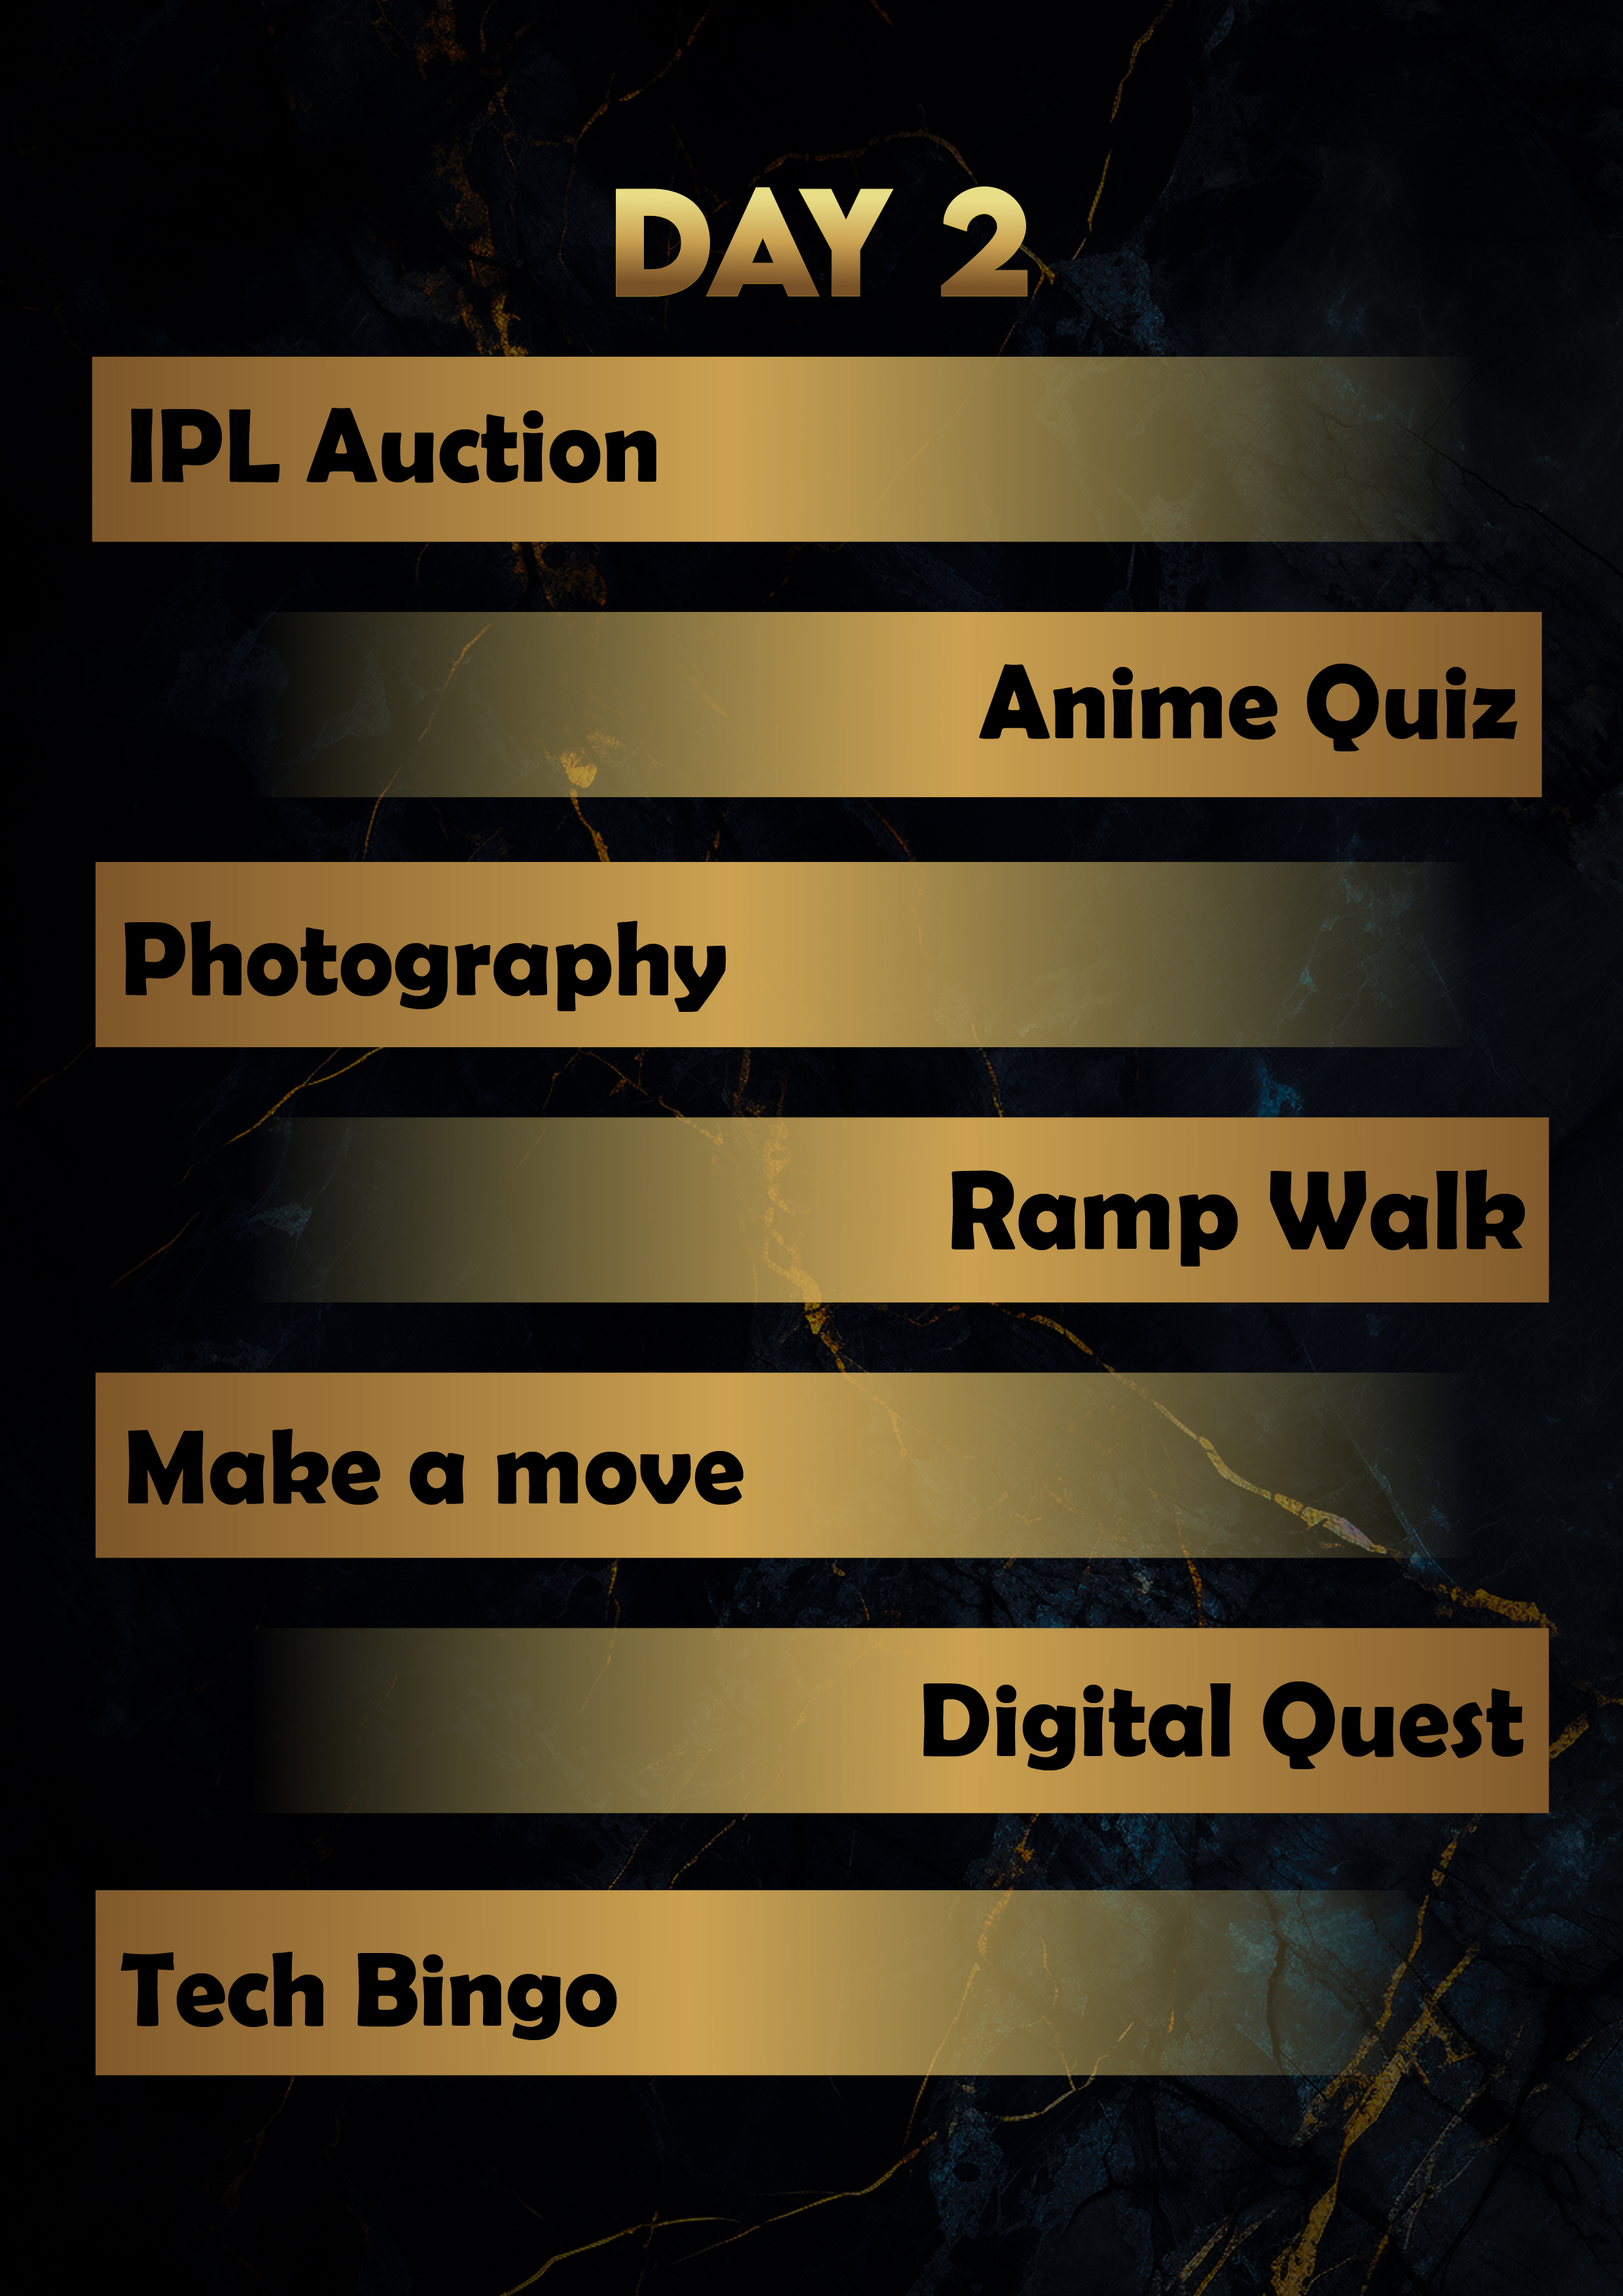 DAY 2
IPL Auction
Anime Quiz
Photography
Ramp Walk
Make a move
Digital Quest
Tech Bingo